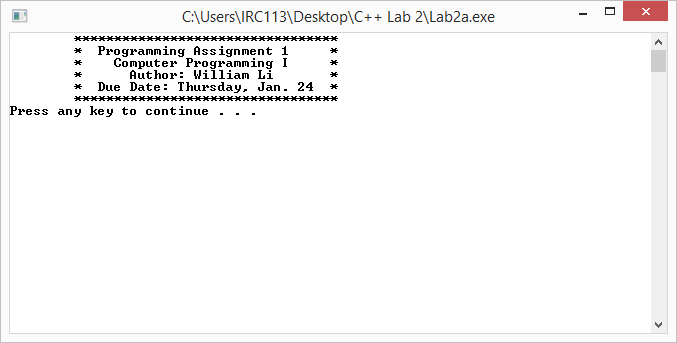 C:\Users\IRC113\Desktop\C++ Lab 2\Lab2a.exe
*********************************
*  Programming Assignment 1     *
*    Computer Programming I     *
*      Author: William Li       *
*  Due Date: Thursday, Jan. 24  *
*********************************
Press any key to continue . . .